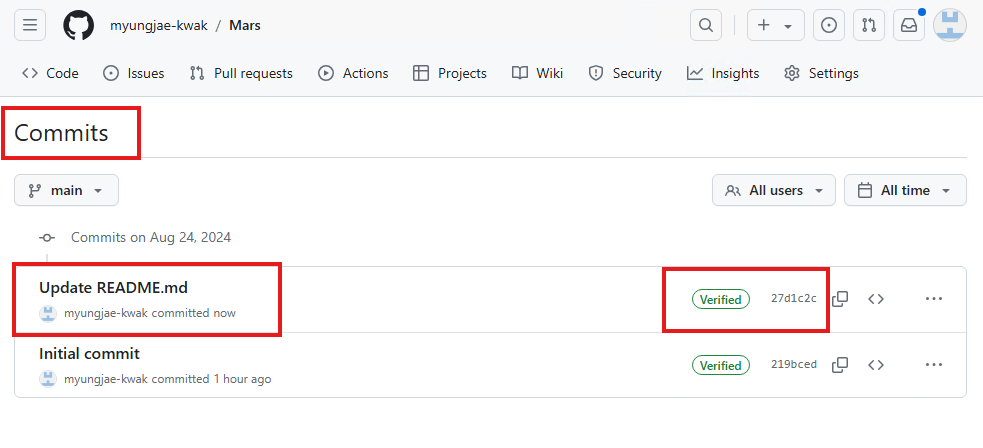 myungjae-kwak / Mars
Code Issues Pull requests Actions Projects Wiki Security Insights Settings
Commits
main All users All time
Commits on Aug 24, 2024
Update README.md
myungjae-kwak committed now
Verified 27d1c2c
Initial commit
myungjae-kwak committed 1 hour ago
Verified 219bced